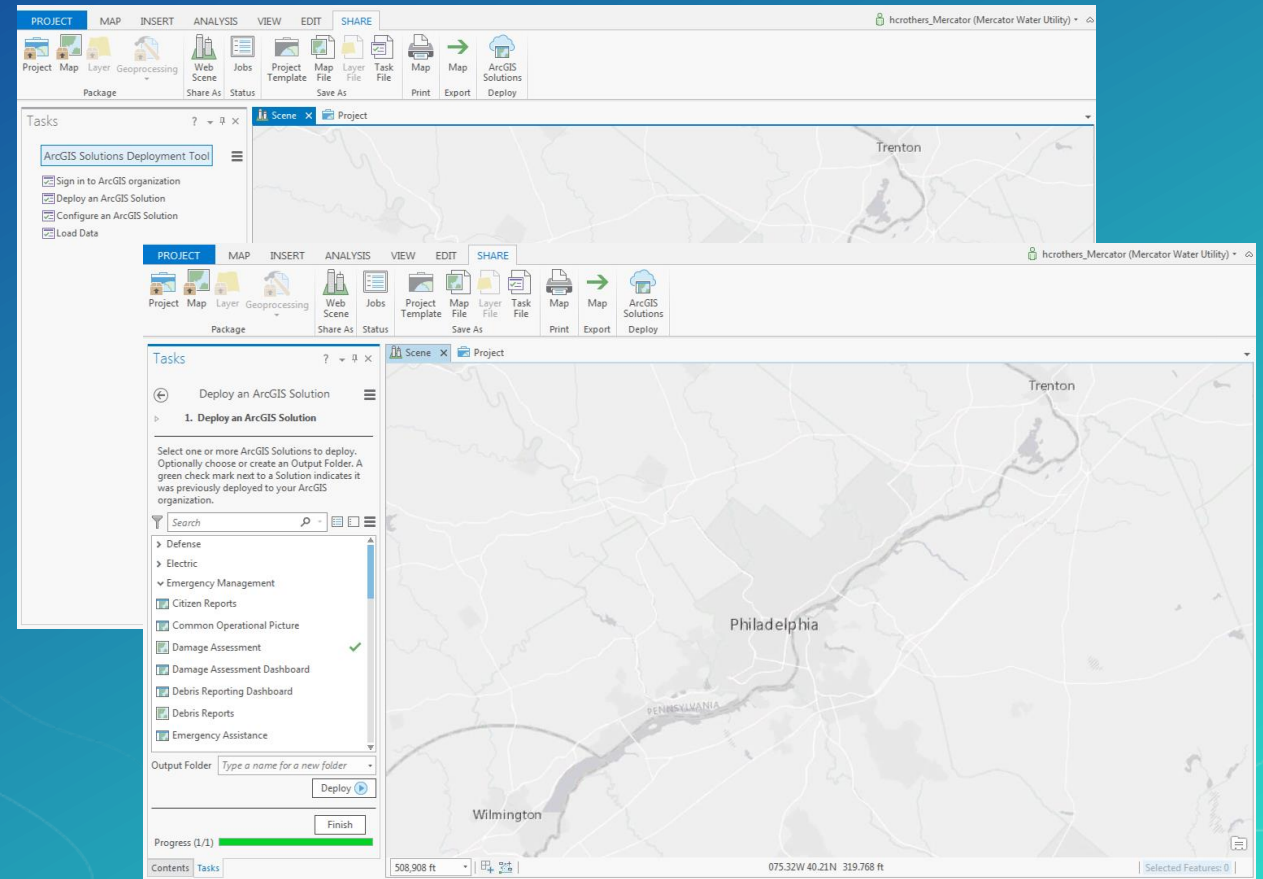 PROJECT MAP INSERT ANALYSIS VIEW EDIT SHARE hcrothers_Mercator (Mercator Water Utility)
Project Map Layer Geoprocessing Web Scene Jobs Project Template Map File Layer File Task File Map Map ArcGIS Solutions
Package Share As Status Save As Print Export Deploy
Tasks ?
Scene Project
ArcGIS Solutions Deployment Tool
Sign in to ArcGIS organization
Deploy an ArcGIS Solution
Configure an ArcGIS Solution
Load Data
Trenton
PROJECT MAP INSERT ANALYSIS VIEW EDIT SHARE hcrothers_Mercator (Mercator Water Utility)
Project Map Layer Geoprocessing Web Scene Jobs Project Template Map File Layer File Task File Map Map ArcGIS Solutions
Package Share As Status Save As Print Export Deploy
Tasks ?
Scene Project
Deploy an ArcGIS Solution
1. Deploy an ArcGIS Solution
Select one or more ArcGIS Solutions to deploy.
Optionally choose or create an Output Folder. A
green check mark next to a Solution indicates it
was previously deployed to your ArcGIS
organization.
Search
Defense
Electric
Emergency Management
Citizen Reports
Common Operational Picture
Damage Assessment
Damage Assessment Dashboard
Debris Reporting Dashboard
Debris Reports
Emergency Assistance
Output Folder Type a name for a new folder
Deploy
Finish
Progress (1/1)
Contents Tasks
Trenton
Philadelphia
PENNSYLVANIA
Wilmington
508,908 ft 075.32W 40.21N 319.768 ft Selected Features: 0